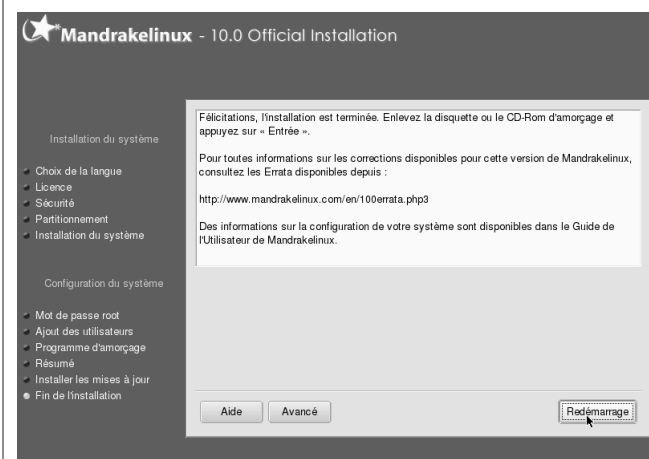 Mandrakelinux - 10.0 Official Installation
Installation du système
Choix de la langue
Licence
Sécurité
Partitionnement
Installation du système
Configuration du système
Mot de passe root
Ajout des utilisateurs
Programme d'amorçage
Résumé
Installer les mises à jour
Fin de l'installation
Félicitations, l'installation est terminée. Enlevez la disquette ou le CD-Rom d'amorçage et
appuyez sur « Entrée ».
Pour toutes informations sur les corrections disponibles pour cette version de Mandrakelinux,
consultez les Errata disponibles depuis :
http://www.mandrakelinux.com/en/100errata.php3
Des informations sur la configuration de votre système sont disponibles dans le Guide de
l'Utilisateur de Mandrakelinux.
Aide
Avancé
Redémarrage